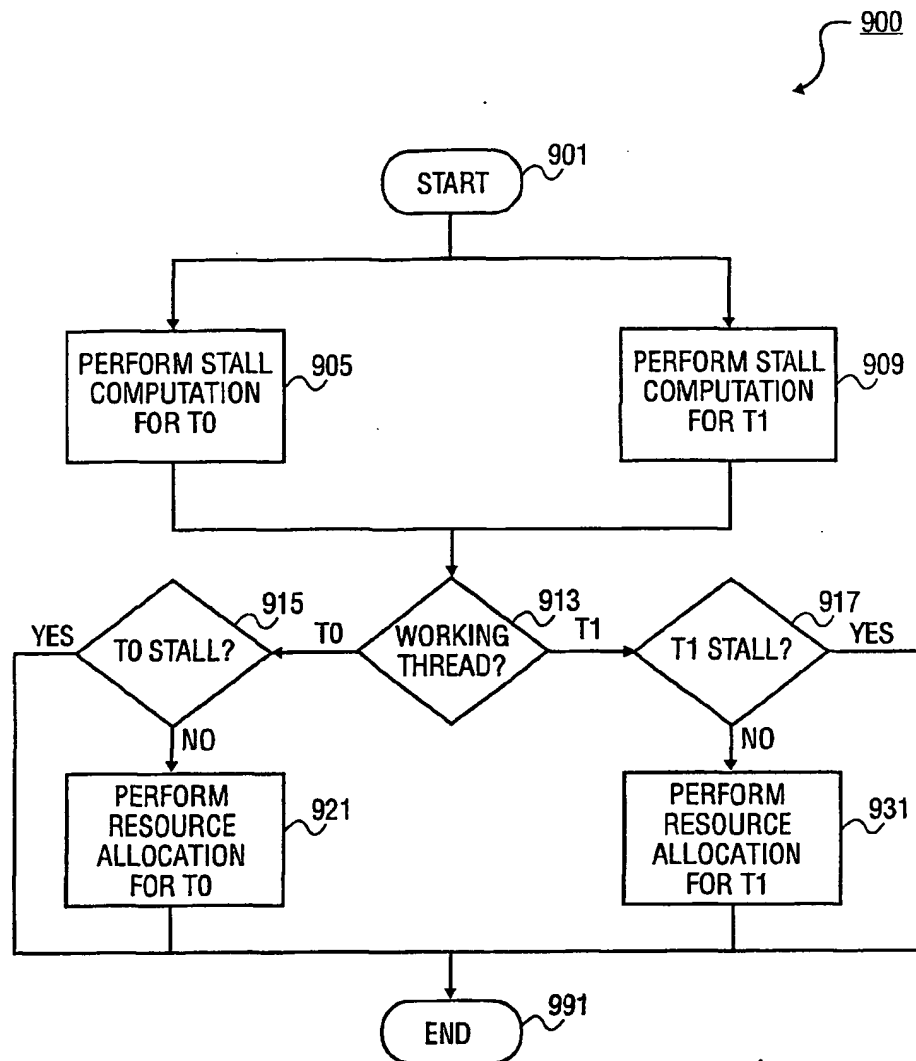 900
START
901
PERFORM STALL
COMPUTATION
FOR T0
905
PERFORM STALL
COMPUTATION
FOR T1
909
YES
T0 STALL?
915
T0
WORKING
THREAD?
913
T1
T1 STALL?
917
YES
NO
NO
PERFORM
RESOURCE
ALLOCATION
FOR T0
921
PERFORM
RESOURCE
ALLOCATION
FOR T1
931
END
991